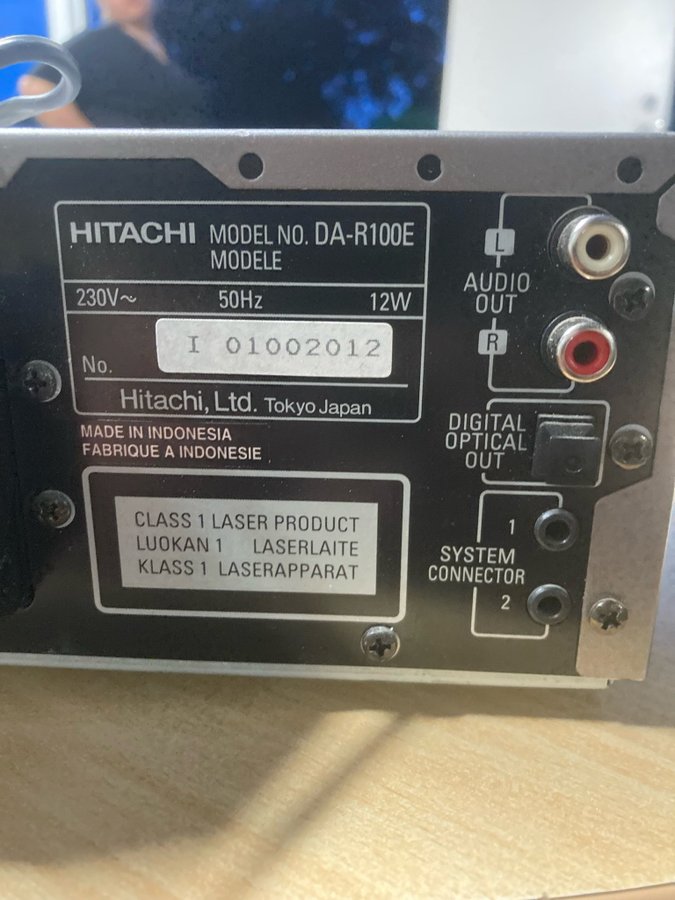 HITACHI MODEL NO. DA-R100E
MODELE
230V~ 50Hz 12W
No. I 01002012
Hitachi, Ltd. Tokyo Japan
MADE IN INDONESIA
FABRIQUE A INDONESIE
CLASS 1 LASER PRODUCT
LUOKAN 1 LASERLAITE
KLASS 1 LASERAPPARAT
L
AUDIO
OUT
R
DIGITAL
OPTICAL
OUT
1
SYSTEM
CONNECTOR
2